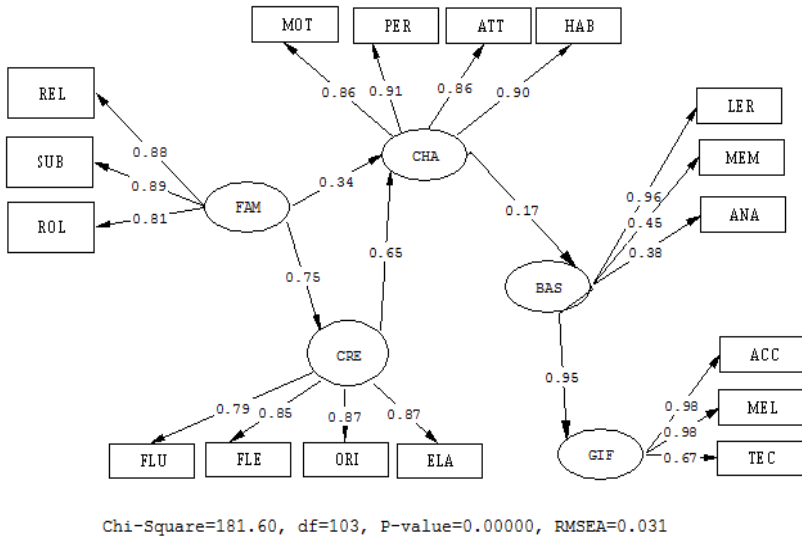 MOT PER ATT HAB
0.86 0.91 0.86 0.90
REL
SUB
ROL
0.88
0.89
0.81
FAM
0.34
CHA
0.75
0.65
0.17
LER
MEM
ANA
0.96
0.45
0.38
BAS
CRE
0.95
0.79 0.85 0.87 0.87
FLU FLE ORI ELA
GIF
ACC
MEL
TEC
0.98
0.98
0.67
Chi-Square=181.60, df=103, P-value=0.00000, RMSEA=0.031